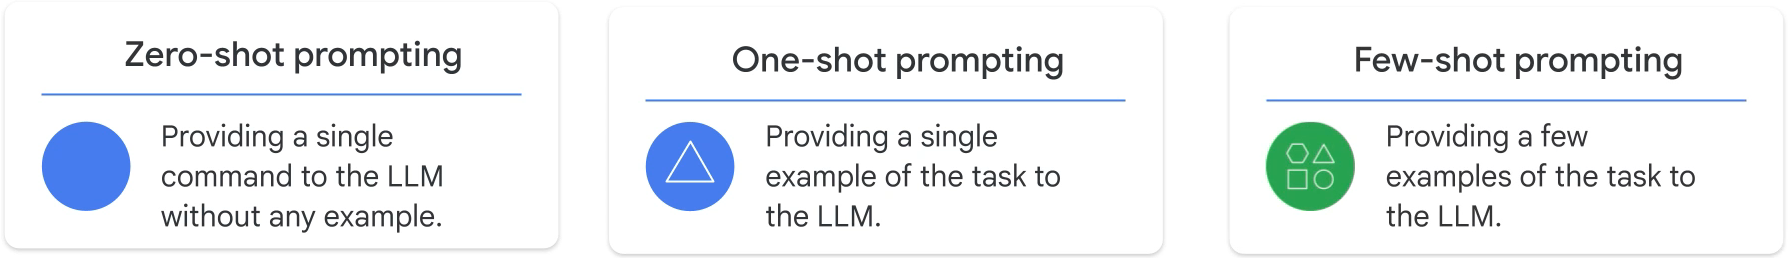 Zero-shot prompting
Providing a single
command to the LLM
without any example.
One-shot prompting
Providing a single
example of the task to
the LLM.
Few-shot prompting
Providing a few
examples of the task to
the LLM.